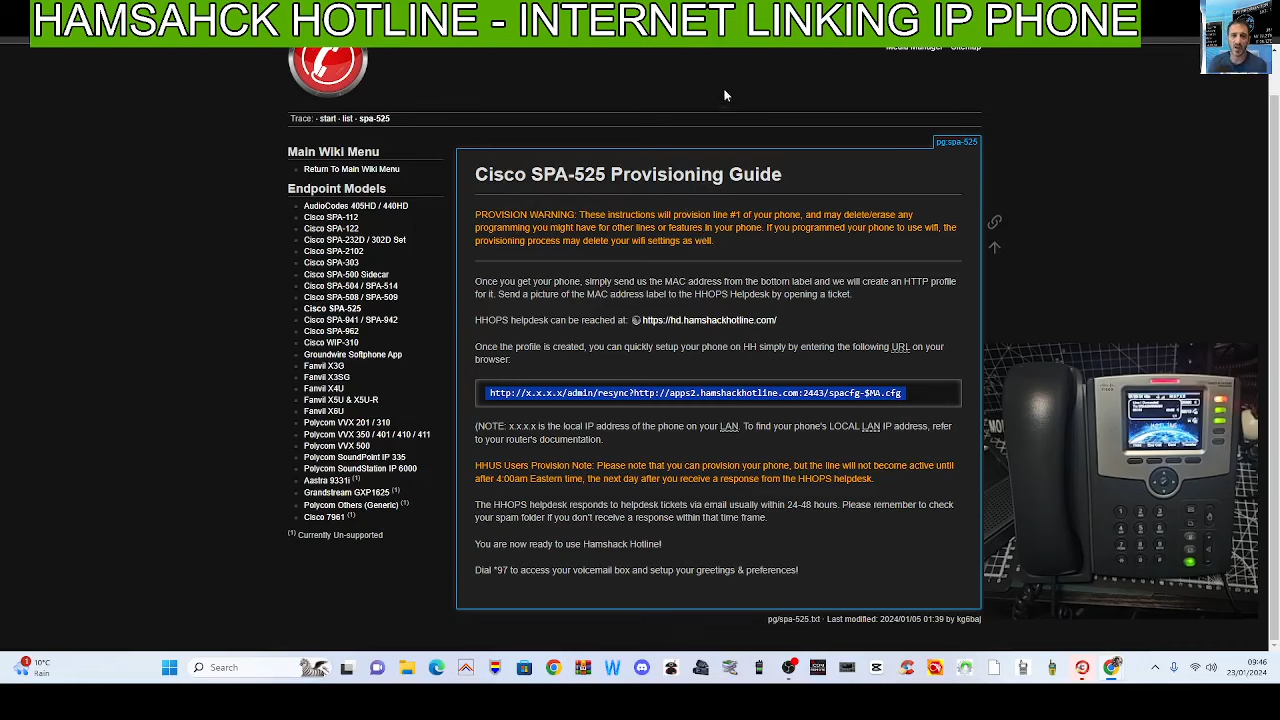 HAMSAHCK HOTLINE - INTERNET LINKING IP PHONE
Media Manager · Sitemap
Trace: · start · list · spa-525
pg:spa-525
Main Wiki Menu
Return To Main Wiki Menu
Endpoint Models
AudioCodes 405HD / 440HD
Cisco SPA-112
Cisco SPA-122
Cisco SPA-232D / 302D Set
Cisco SPA-2102
Cisco SPA-303
Cisco SPA-500 Sidecar
Cisco SPA-504 / SPA-514
Cisco SPA-508 / SPA-509
Cisco SPA-525
Cisco SPA-941 / SPA-942
Cisco SPA-962
Cisco WIP-310
Groundwire Softphone App
Fanvil X3G
Fanvil X3SG
Fanvil X4U
Fanvil X5U & X5U-R
Fanvil X6U
Polycom VVX 201 / 310
Polycom VVX 350 / 401 / 410 / 411
Polycom VVX 500
Polycom SoundPoint IP 335
Polycom SoundStation IP 6000
Aastra 9331i (1)
Grandstream GXP1625 (1)
Polycom Others (Generic) (1)
Cisco 7961 (1)
(1) Currently Un-supported
Cisco SPA-525 Provisioning Guide
PROVISION WARNING: These instructions will provision line #1 of your phone, and may delete/erase any
programming you might have for other lines or features in your phone. If you programmed your phone to use wifi, the
provisioning process may delete your wifi settings as well.
Once you get your phone, simply send us the MAC address from the bottom label and we will create an HTTP profile
for it. Send a picture of the MAC address label to the HHOPS Helpdesk by opening a ticket.
HHOPS helpdesk can be reached at: https://hd.hamshackhotline.com/
Once the profile is created, you can quickly setup your phone on HH simply by entering the following URL on your
browser:
http://x.x.x.x/admin/resync?http://apps2.hamshackhotline.com:2443/spacfg-$MA.cfg
(NOTE: x.x.x.x is the local IP address of the phone on your LAN. To find your phone's LOCAL LAN IP address, refer
to your router's documentation.
HHUS Users Provision Note: Please note that you can provision your phone, but the line will not become active until
after 4:00am Eastern time, the next day after you receive a response from the HHOPS helpdesk.
The HHOPS helpdesk responds to helpdesk tickets via email usually within 24-48 hours. Please remember to check
your spam folder if you don't receive a response within that time frame.
You are now ready to use Hamshack Hotline!
Dial *97 to access your voicemail box and setup your greetings & preferences!
pg/spa-525.txt · Last modified: 2024/01/05 01:39 by kg6baj
CISCO
HOTLINE
1
10°C
Rain
Search
09:46
23/01/2024